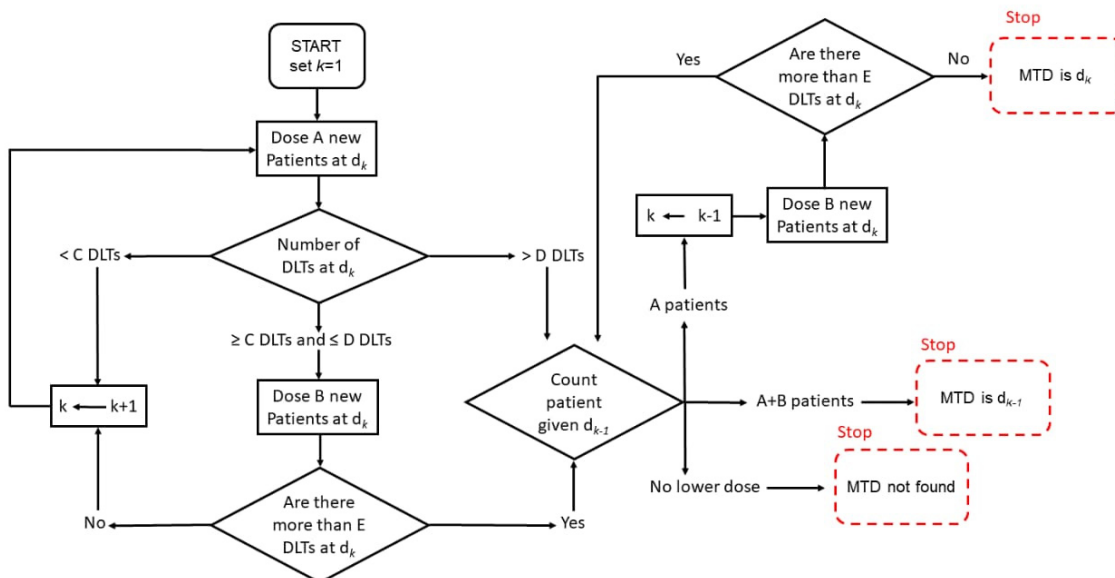 START
set k=1
Dose A new
Patients at dk
Number of
DLTs at dk
< C DLTs
> D DLTs
≥ C DLTs and ≤ D DLTs
k ← k+1
Dose B new
Patients at dk
Are there
more than E
DLTs at dk
No
Yes
Count
patient
given dk-1
A patients
k ← k-1
Dose B new
Patients at dk
Yes
Are there
more than E
DLTs at dk
No
Stop
MTD is dk
A+B patients
Stop
MTD is dk-1
No lower dose
Stop
MTD not found